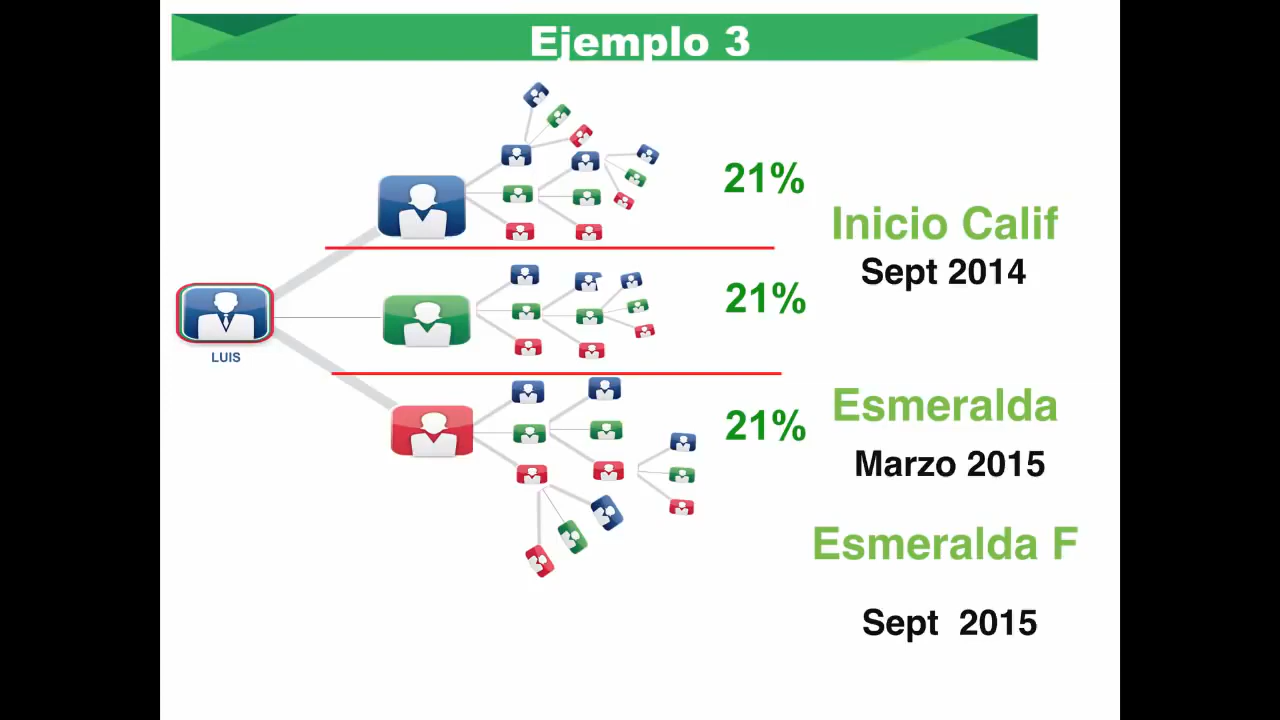 Ejemplo 3
21%
Inicio Calif
Sept 2014
21%
LUIS
21%
Esmeralda
Marzo 2015
Esmeralda F
Sept 2015